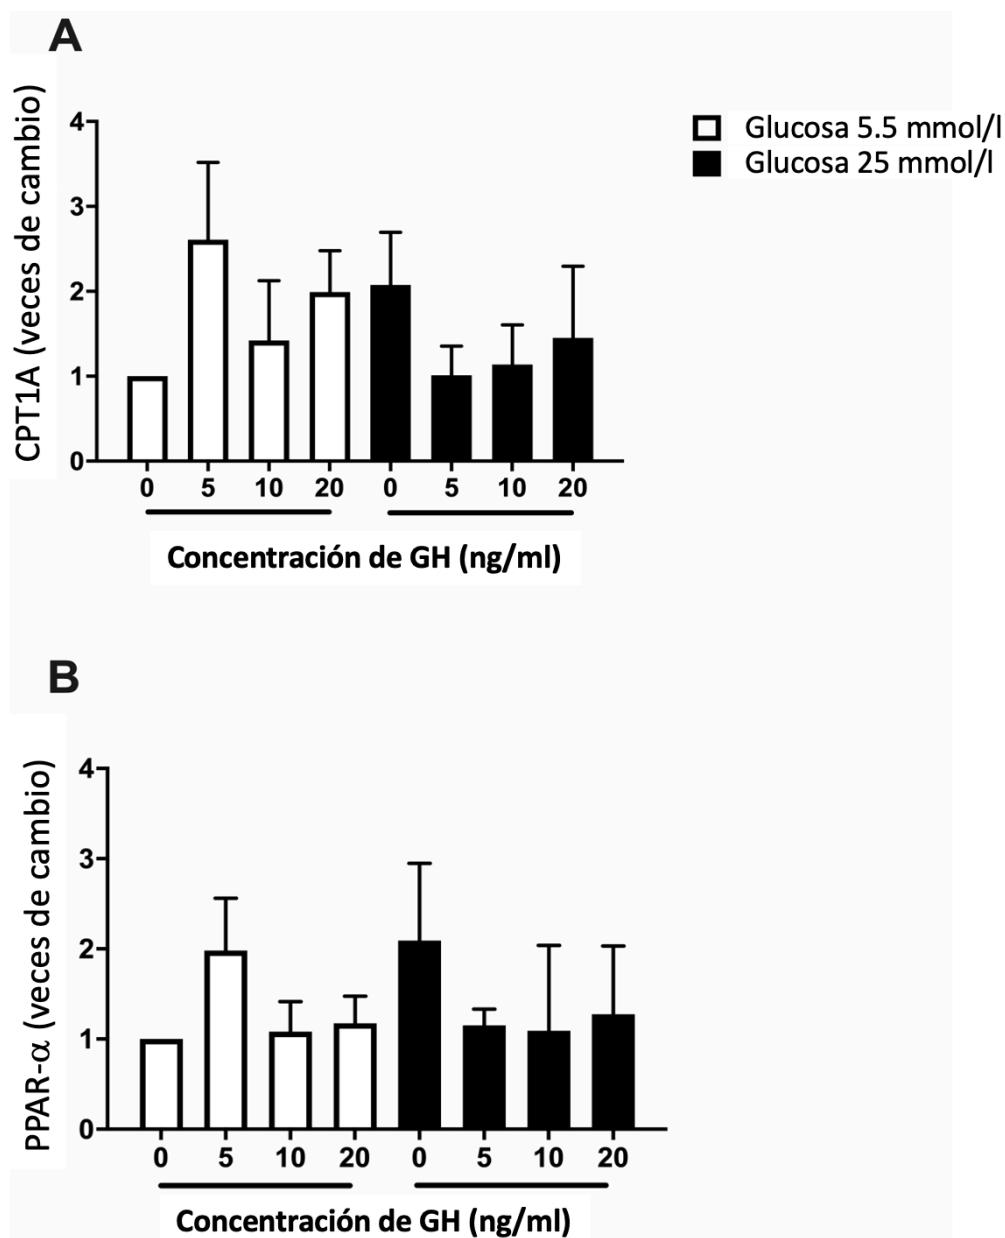 A
CPT1A (veces de cambio)
4
3
2
1
0
0 5 10 20 0 5 10 20
Concentración de GH (ng/ml)
Glucosa 5.5 mmol/l
Glucosa 25 mmol/l
B
PPAR-α (veces de cambio)
4
3
2
1
0
0 5 10 20 0 5 10 20
Concentración de GH (ng/ml)